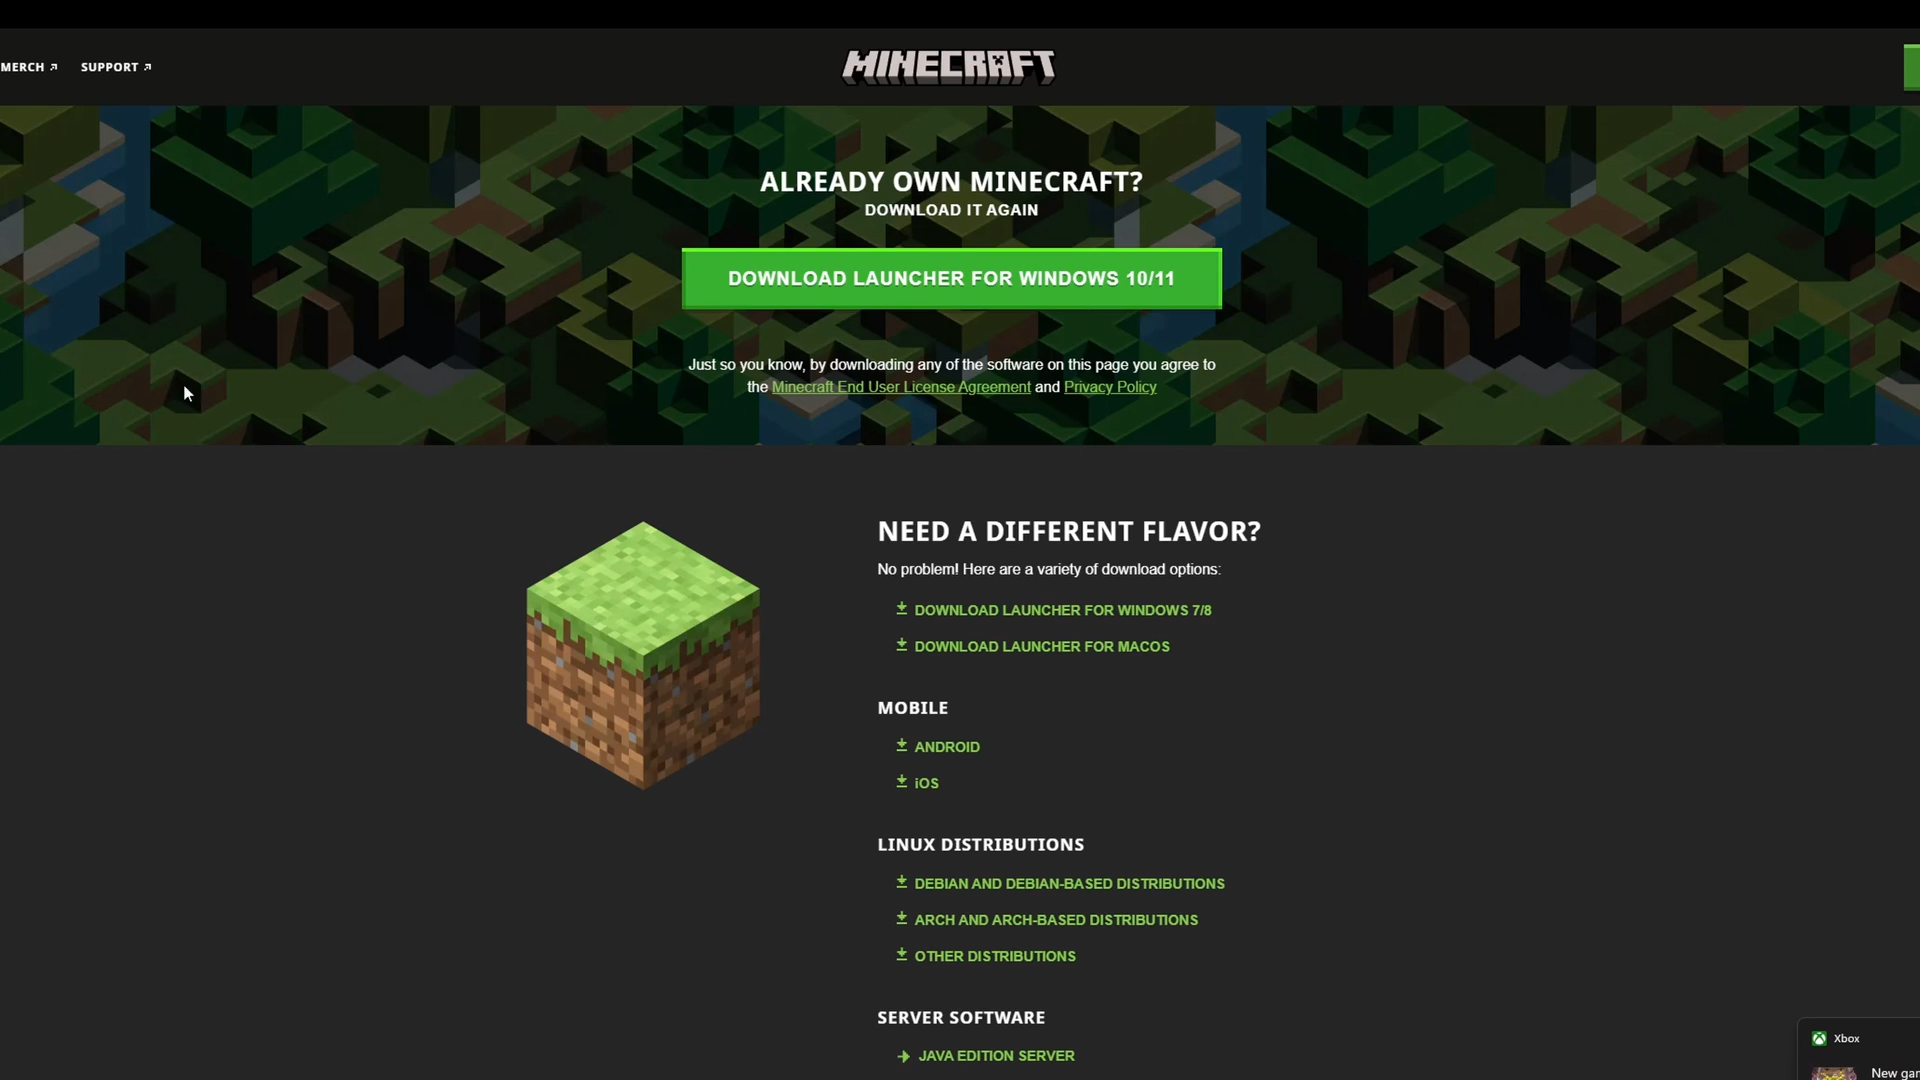 MERCH
SUPPORT
MINECRAFT
ALREADY OWN MINECRAFT?
DOWNLOAD IT AGAIN
DOWNLOAD LAUNCHER FOR WINDOWS 10/11
Just so you know, by downloading any of the software on this page you agree to
the Minecraft End User License Agreement and Privacy Policy
NEED A DIFFERENT FLAVOR?
No problem! Here are a variety of download options:
DOWNLOAD LAUNCHER FOR WINDOWS 7/8
DOWNLOAD LAUNCHER FOR MACOS
MOBILE
ANDROID
iOS
LINUX DISTRIBUTIONS
DEBIAN AND DEBIAN-BASED DISTRIBUTIONS
ARCH AND ARCH-BASED DISTRIBUTIONS
OTHER DISTRIBUTIONS
SERVER SOFTWARE
JAVA EDITION SERVER
Xbox
New